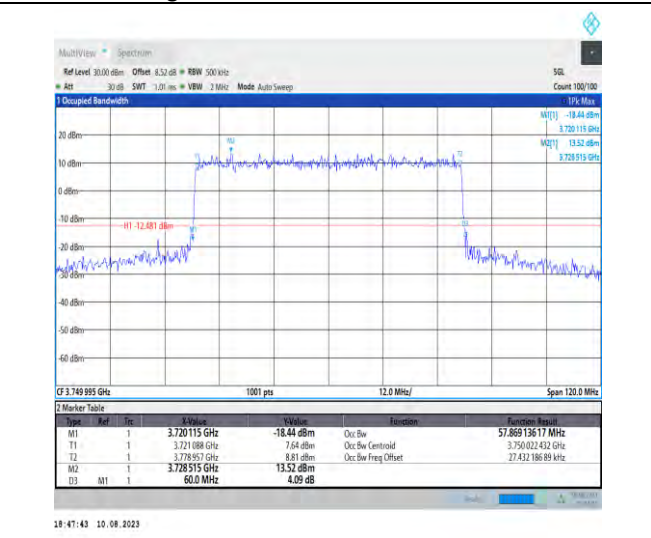 MultiView Spectrum
Ref Level 30.00 dBm Offset 8.52 dB RBW 500 kHz SGL
Att 30 dB SWT 1.01 ms VBW 2 MHz Mode Auto Sweep Count 100/100
1 Occupied Bandwidth 1Pk Max
M1[1] -18.44 dBm
3.720 115 GHz
M2[1] 13.52 dBm
3.728 515 GHz
20 dBm
M2
T1
T2
10 dBm
0 dBm
-10 dBm
H1 -12.481 dBm
M1
D3
-20 dBm
-30 dBm
-40 dBm
-50 dBm
-60 dBm
CF 3.749 995 GHz 1001 pts 12.0 MHz/ Span 120.0 MHz
2 Marker Table
Type Ref Trc X-Value Y-Value Function Function Result
M1 1 3.720 115 GHz -18.44 dBm Occ Bw 57.869 136 17 MHz
T1 1 3.721 088 GHz 7.64 dBm Occ Bw Centroid 3.750 022 432 GHz
T2 1 3.778 957 GHz 8.81 dBm Occ Bw Freq Offset 27.432 186 89 kHz
M2 1 3.728 515 GHz 13.52 dBm
D3 M1 1 60.0 MHz 4.09 dB
18:47:43 10.08.2023